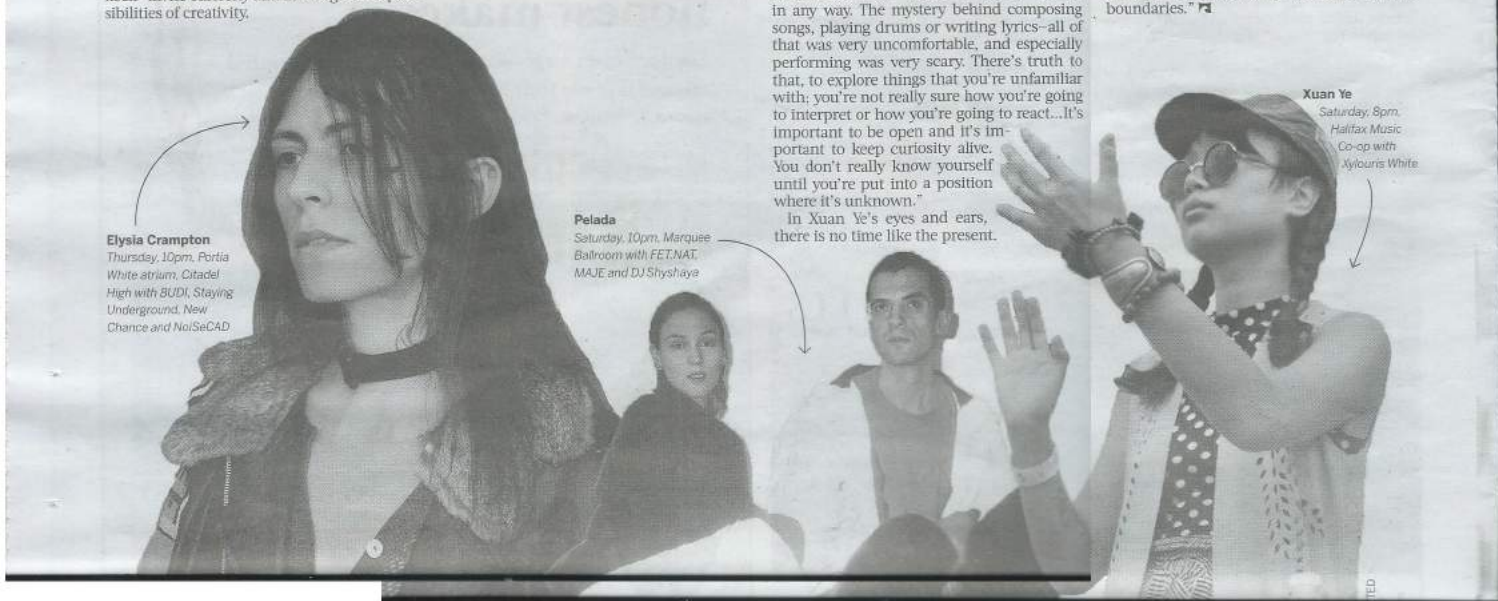 sibilities of creativity.
in any way. The mystery behind composing
songs, playing drums or writing lyrics–all of
that was very uncomfortable, and especially
performing was very scary. There's truth to
that, to explore things that you're unfamiliar
with; you're not really sure how you're going
to interpret or how you're going to react...It's
important to be open and it's im-
portant to keep curiosity alive.
You don't really know yourself
until you're put into a position
where it's unknown."
In Xuan Ye's eyes and ears,
there is no time like the present.
boundaries."
Elysia Crampton
Thursday, 10pm, Portia
White atrium, Citadel
High with BUDI, Staying
Underground, New
Chance and NoiSeCAD
Pelada
Saturday, 10pm, Marquee
Ballroom with FET.NAT,
MAJE and DJ Shyshaya
Xuan Ye
Saturday, 8pm,
Halifax Music
Co-op with
Xylouris White
TED